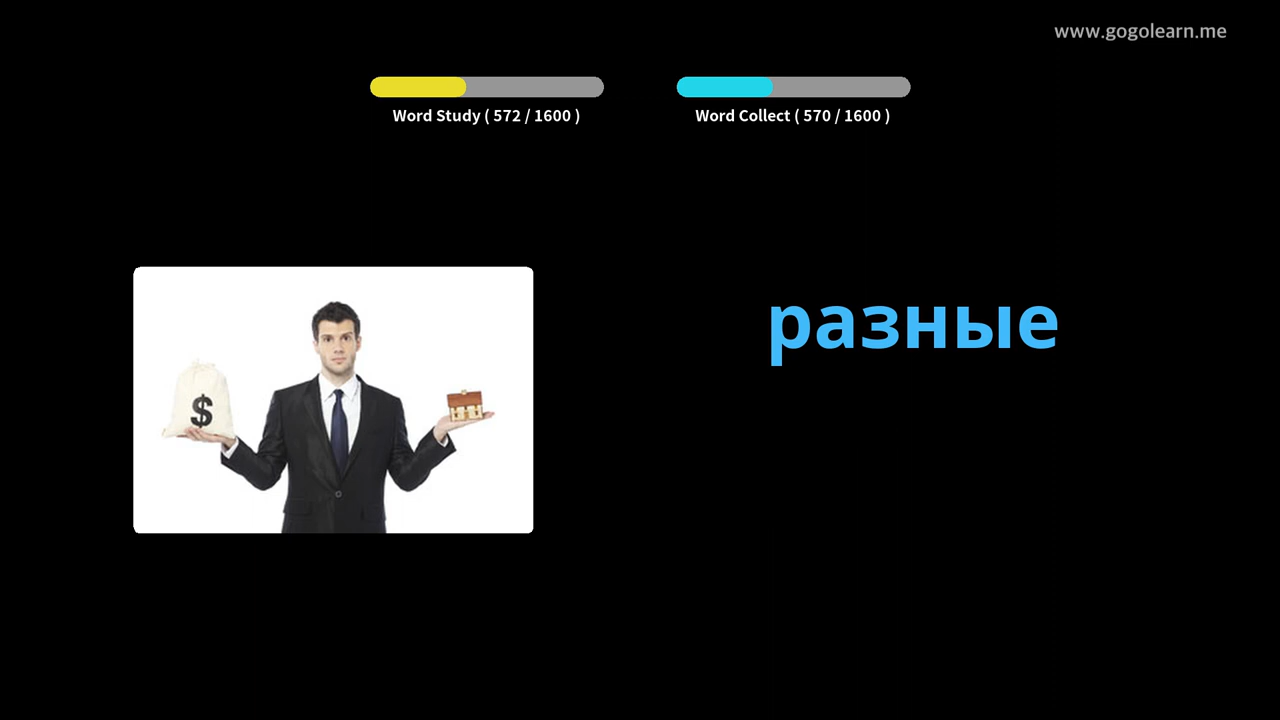 www.gogolearn.me
Word Study ( 572 / 1600 )
Word Collect ( 570 / 1600 )
разные
$